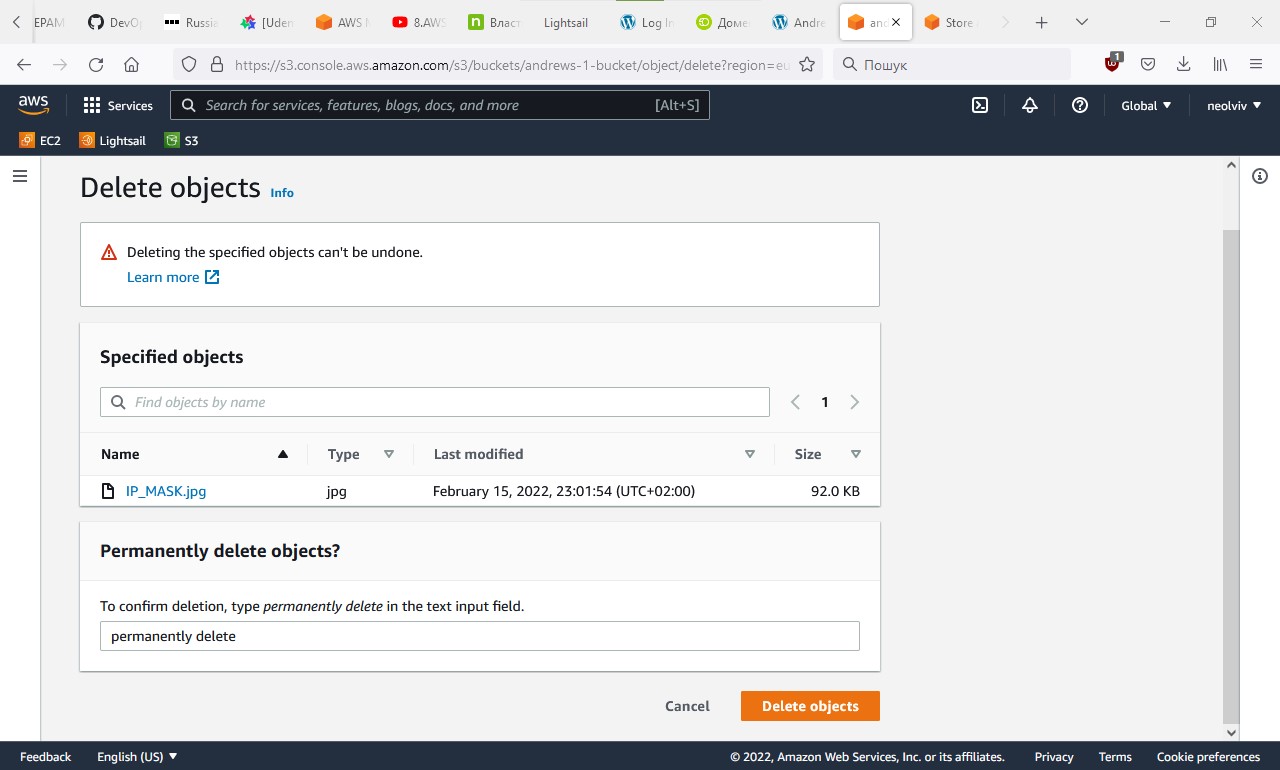 EPAM
DevO
Russia
[Uden
AWS
8.AWS
n Власт
Lightsail
Log In
Доме
Andre
and
Store
https://s3.console.aws.amazon.com/s3/buckets/andrews-1-bucket/object/delete?region=eu
Пошук
1
aws
Services
Search for services, features, blogs, docs, and more
[Alt+S]
Global
neolviv
EC2
Lightsail
S3
Delete objects Info
Deleting the specified objects can't be undone.
Learn more
Specified objects
Find objects by name
1
Name
Type
Last modified
Size
IP_MASK.jpg
jpg
February 15, 2022, 23:01:54 (UTC+02:00)
92.0 KB
Permanently delete objects?
To confirm deletion, type permanently delete in the text input field.
permanently delete
Cancel
Delete objects
Feedback
English (US)
© 2022, Amazon Web Services, Inc. or its affiliates.
Privacy
Terms
Cookie preferences